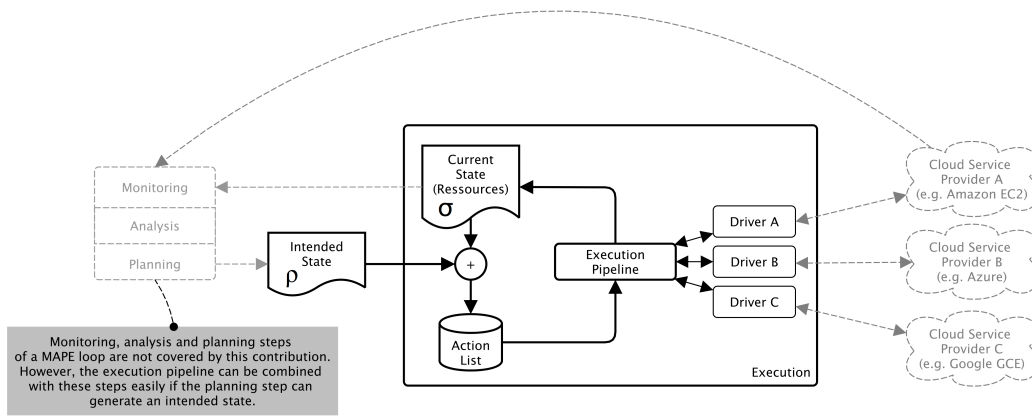 Monitoring
Analysis
Planning
Intended
State
ρ
Current
State
(Ressources)
σ
+
Action
List
Execution
Pipeline
Driver A
Driver B
Driver C
Execution
Cloud Service
Provider A
(e.g. Amazon EC2)
Cloud Service
Provider B
(e.g. Azure)
Cloud Service
Provider C
(e.g. Google GCE)
Monitoring, analysis and planning steps
of a MAPE loop are not covered by this contribution.
However, the execution pipeline can be combined
with these steps easily if the planning step can
generate an intended state.